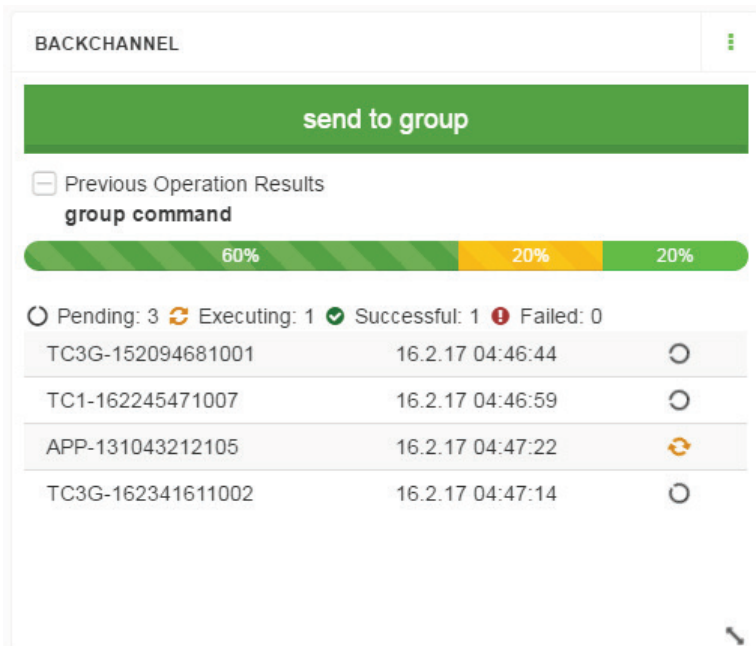 BACKCHANNEL
send to group
Previous Operation Results
group command
60% 20% 20%
Pending: 3 Executing: 1 Successful: 1 Failed: 0
TC3G-152094681001 16.2.17 04:46:44
TC1-162245471007 16.2.17 04:46:59
APP-131043212105 16.2.17 04:47:22
TC3G-162341611002 16.2.17 04:47:14